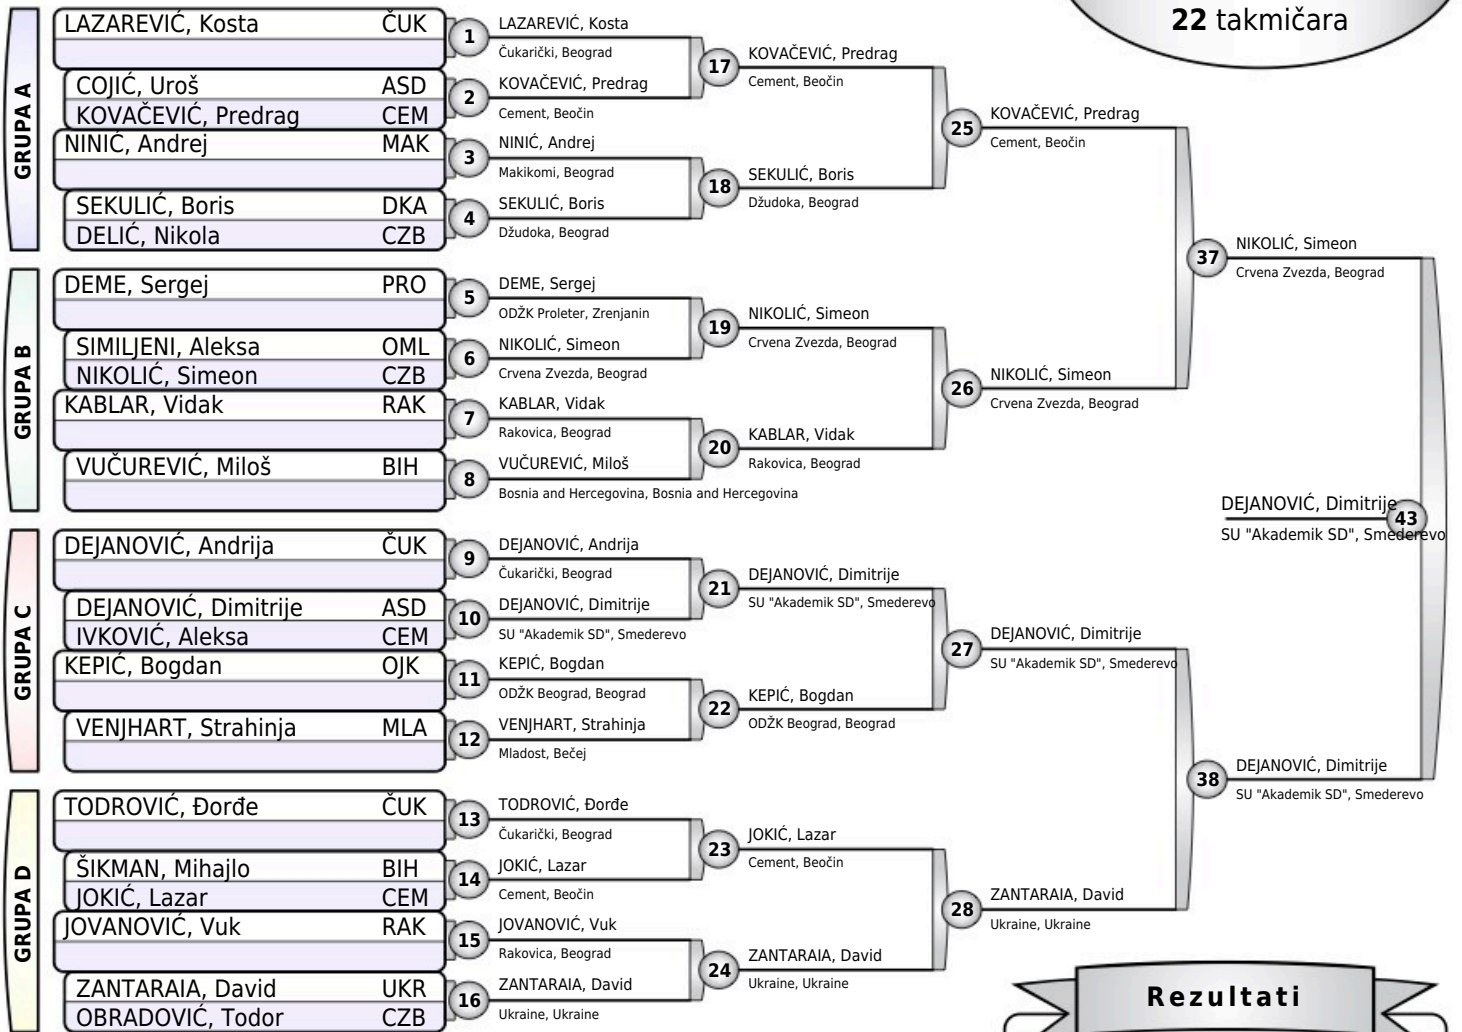 22 takmičara
GRUPA A
LAZAREVIĆ, Kosta ČUK
COJIĆ, Uroš ASD
KOVAČEVIĆ, Predrag CEM
NINIĆ, Andrej MAK
SEKULIĆ, Boris DKA
DELIĆ, Nikola CZB
GRUPA B
DEME, Sergej PRO
SIMILJENI, Aleksa OML
NIKOLIĆ, Simeon CZB
KABLAR, Vidak RAK
VUČUREVIĆ, Miloš BIH
GRUPA C
DEJANOVIĆ, Andrija ČUK
DEJANOVIĆ, Dimitrije ASD
IVKOVIĆ, Aleksa CEM
KEPIĆ, Bogdan OJK
VENJHART, Strahinja MLA
GRUPA D
TODROVIĆ, Đorđe ČUK
ŠIKMAN, Mihajlo BIH
JOKIĆ, Lazar CEM
JOVANOVIĆ, Vuk RAK
ZANTARAIA, David UKR
OBRADOVIĆ, Todor CZB
1
LAZAREVIĆ, Kosta
Čukarički, Beograd
2
KOVAČEVIĆ, Predrag
Cement, Beočin
3
NINIĆ, Andrej
Makikomi, Beograd
4
SEKULIĆ, Boris
Džudoka, Beograd
5
DEME, Sergej
ODŽK Proleter, Zrenjanin
6
NIKOLIĆ, Simeon
Crvena Zvezda, Beograd
7
KABLAR, Vidak
Rakovica, Beograd
8
VUČUREVIĆ, Miloš
Bosnia and Hercegovina, Bosnia and Hercegovina
9
DEJANOVIĆ, Andrija
Čukarički, Beograd
10
DEJANOVIĆ, Dimitrije
SU "Akademik SD", Smederevo
11
KEPIĆ, Bogdan
ODŽK Beograd, Beograd
12
VENJHART, Strahinja
Mladost, Bečej
13
TODROVIĆ, Đorđe
Čukarički, Beograd
14
JOKIĆ, Lazar
Cement, Beočin
15
JOVANOVIĆ, Vuk
Rakovica, Beograd
16
ZANTARAIA, David
Ukraine, Ukraine
17
KOVAČEVIĆ, Predrag
Cement, Beočin
18
SEKULIĆ, Boris
Džudoka, Beograd
19
NIKOLIĆ, Simeon
Crvena Zvezda, Beograd
20
KABLAR, Vidak
Rakovica, Beograd
21
DEJANOVIĆ, Dimitrije
SU "Akademik SD", Smederevo
22
KEPIĆ, Bogdan
ODŽK Beograd, Beograd
23
JOKIĆ, Lazar
Cement, Beočin
24
ZANTARAIA, David
Ukraine, Ukraine
25
KOVAČEVIĆ, Predrag
Cement, Beočin
26
NIKOLIĆ, Simeon
Crvena Zvezda, Beograd
27
DEJANOVIĆ, Dimitrije
SU "Akademik SD", Smederevo
28
ZANTARAIA, David
Ukraine, Ukraine
37
NIKOLIĆ, Simeon
Crvena Zvezda, Beograd
38
DEJANOVIĆ, Dimitrije
SU "Akademik SD", Smederevo
DEJANOVIĆ, Dimitrije
43
SU "Akademik SD", Smederevo
Rezultati